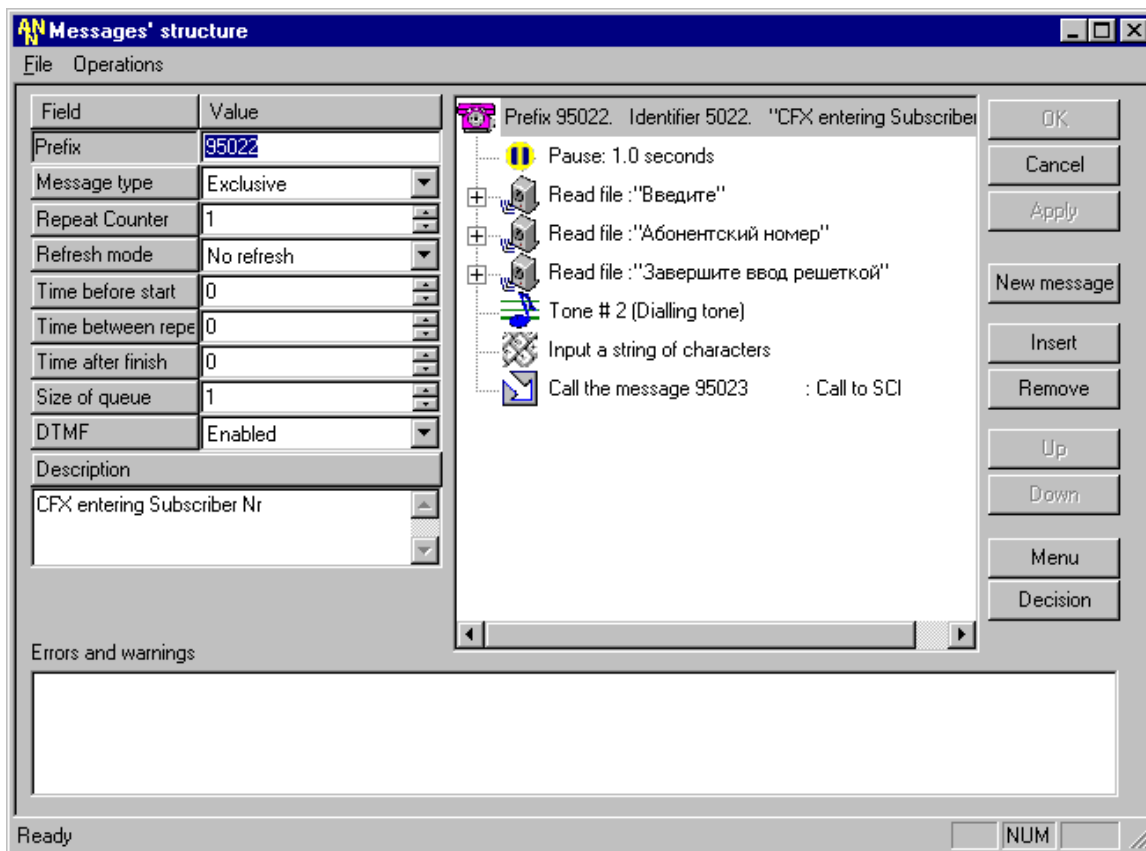 ANN Messages' structure
File Operations
Field Value
Prefix 95022
Message type Exclusive
Repeat Counter 1
Refresh mode No refresh
Time before start 0
Time between repe 0
Time after finish 0
Size of queue 1
DTMF Enabled
Description
CFX entering Subscriber Nr
Prefix 95022. Identifier 5022. "CFX entering Subscriber
Pause: 1.0 seconds
Read file :"Введите"
Read file :"Абонентский номер"
Read file :"Завершите ввод решеткой"
Tone # 2 (Dialling tone)
Input a string of characters
Call the message 95023 : Call to SCI
OK
Cancel
Apply
New message
Insert
Remove
Up
Down
Menu
Decision
Errors and warnings
Ready NUM